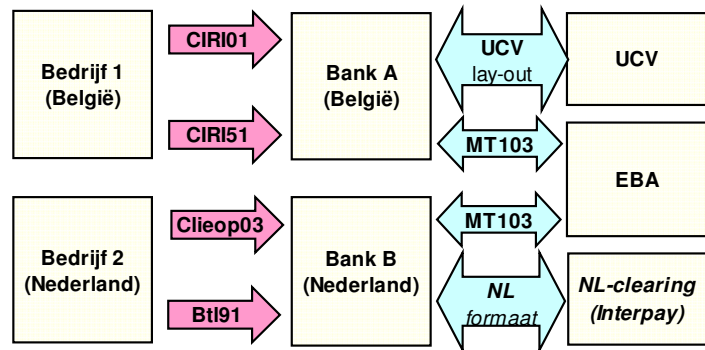 CIRI01
Bedrijf 1
(België)
Bank A
(België)
UCV
lay-out
UCV
CIRI51
MT103
EBA
Clieop03
MT103
Bedrijf 2
(Nederland)
Bank B
(Nederland)
NL
formaat
NL-clearing
(Interpay)
Btl91